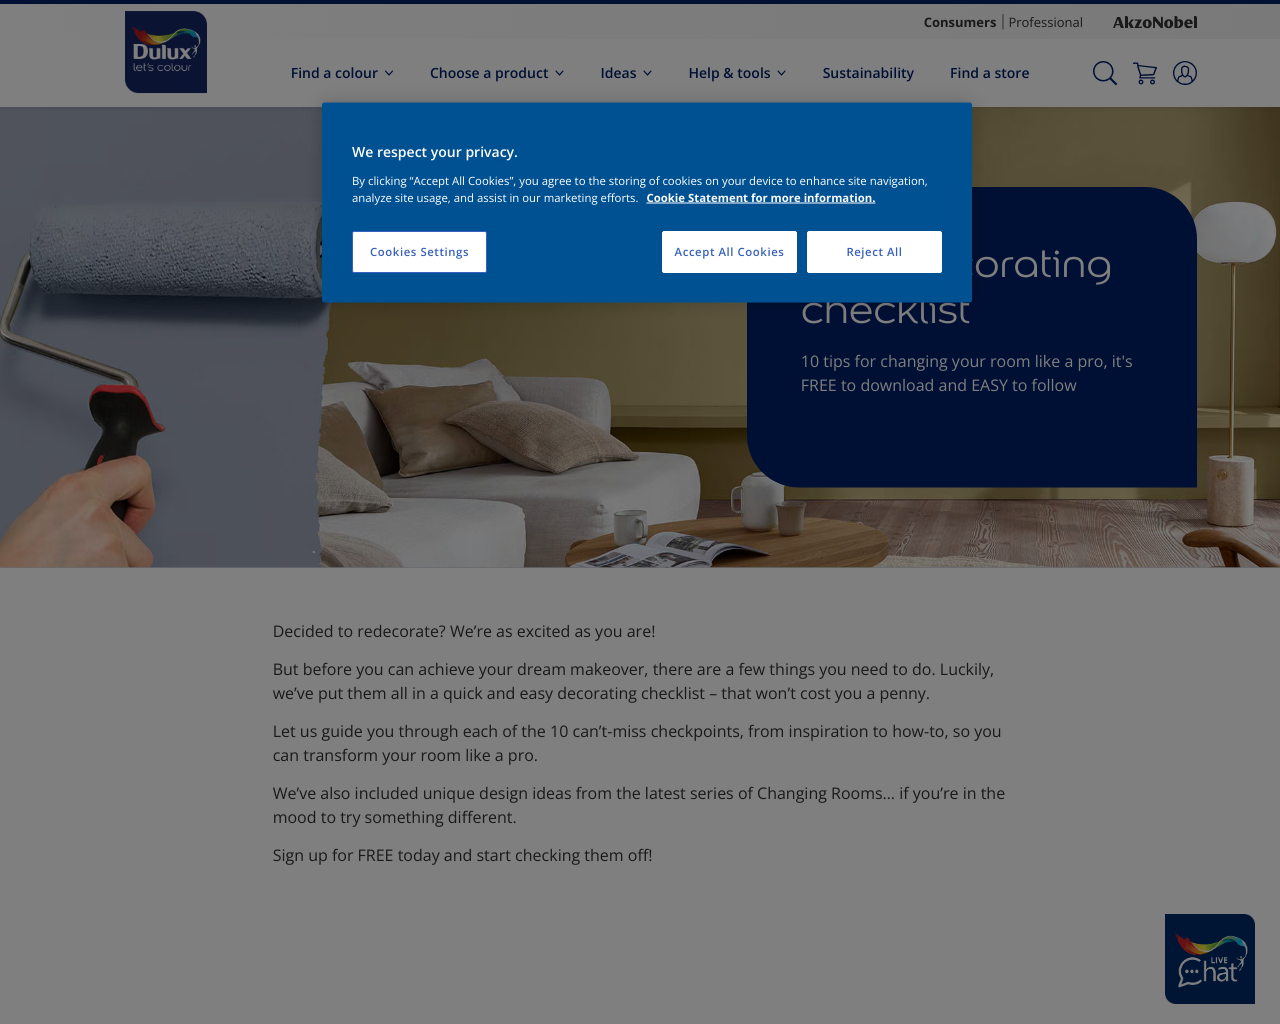 Consumers | Professional
AkzoNobel
Dulux
let's colour
Find a colour
Choose a product
Ideas
Help & tools
Sustainability
Find a store
We respect your privacy.
By clicking “Accept All Cookies”, you agree to the storing of cookies on your device to enhance site navigation,
analyze site usage, and assist in our marketing efforts. Cookie Statement for more information.
Cookies Settings
Accept All Cookies
Reject All
orating
checklist
10 tips for changing your room like a pro, it's
FREE to download and EASY to follow
Decided to redecorate? We’re as excited as you are!
But before you can achieve your dream makeover, there are a few things you need to do. Luckily,
we’ve put them all in a quick and easy decorating checklist – that won’t cost you a penny.
Let us guide you through each of the 10 can’t-miss checkpoints, from inspiration to how-to, so you
can transform your room like a pro.
We’ve also included unique design ideas from the latest series of Changing Rooms... if you’re in the
mood to try something different.
Sign up for FREE today and start checking them off!
LIVE
Chat